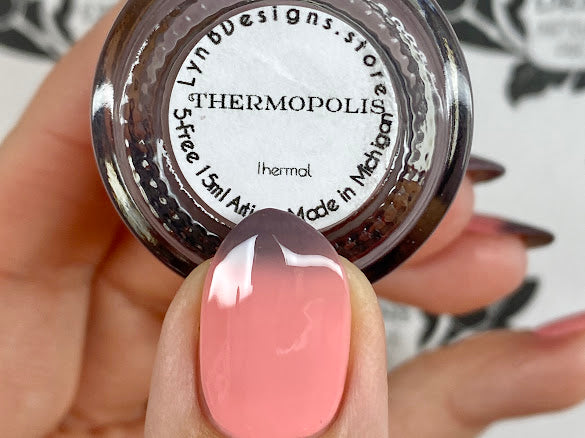 LynBDesigns.store
THERMOPOLIS
Thermal
5-Free 15ml
Made in Michigan